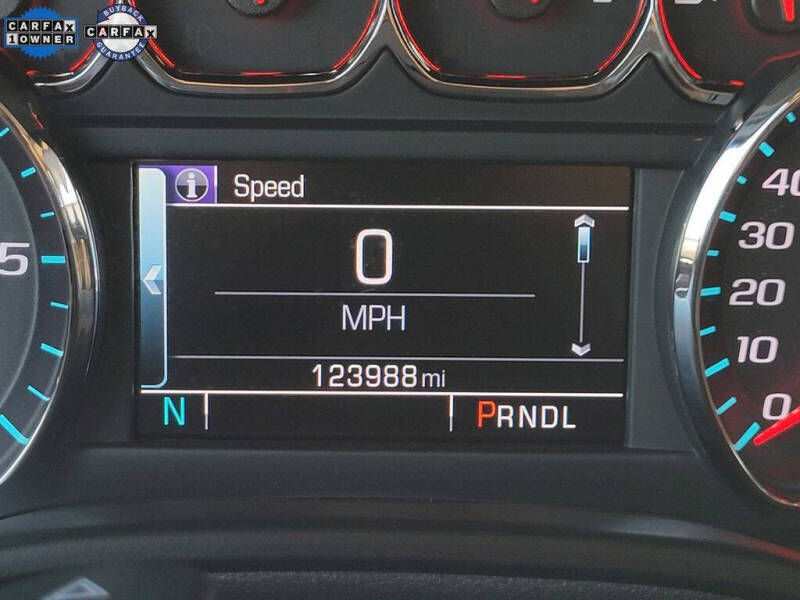 CARFAX
1 OWNER
BUYBACK
CARFAX
GUARANTEE
Speed
0
MPH
123988 mi
N
PRNDL
5
40
30
20
10
0